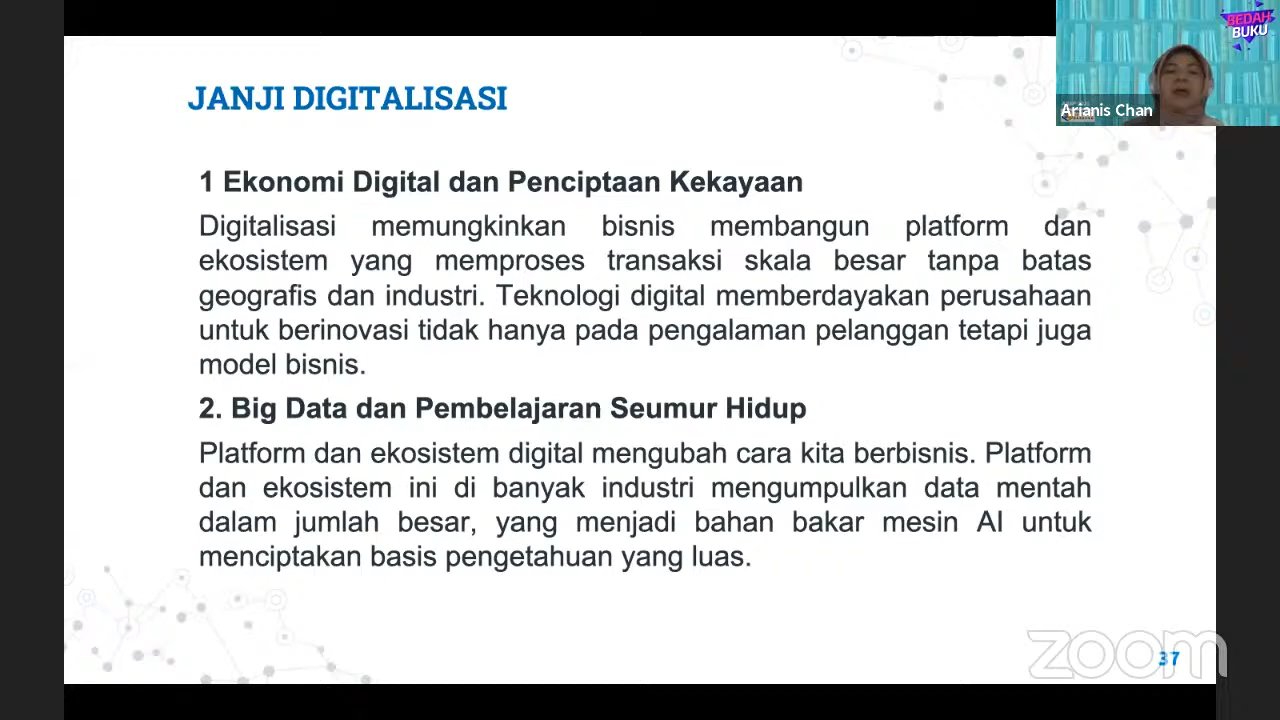 BEDAH
BUKU
Arianis Chan
JANJI DIGITALISASI
1 Ekonomi Digital dan Penciptaan Kekayaan
Digitalisasi memungkinkan bisnis membangun platform dan
ekosistem yang memproses transaksi skala besar tanpa batas
geografis dan industri. Teknologi digital memberdayakan perusahaan
untuk berinovasi tidak hanya pada pengalaman pelanggan tetapi juga
model bisnis.
2. Big Data dan Pembelajaran Seumur Hidup
Platform dan ekosistem digital mengubah cara kita berbisnis. Platform
dan ekosistem ini di banyak industri mengumpulkan data mentah
dalam jumlah besar, yang menjadi bahan bakar mesin AI untuk
menciptakan basis pengetahuan yang luas.
zoom
37